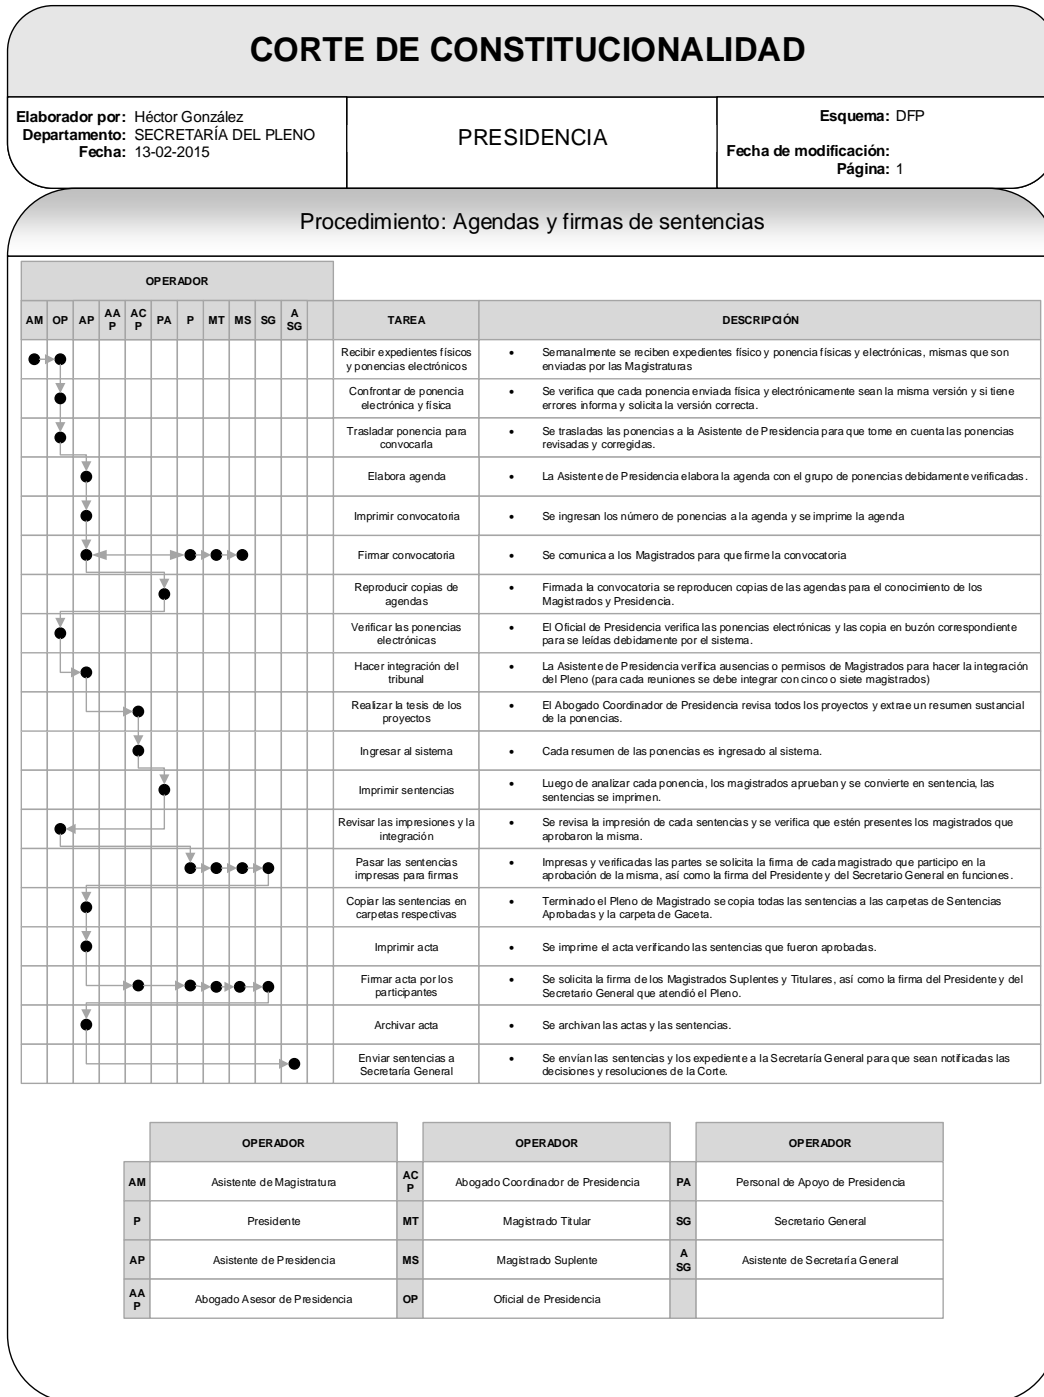 CORTE DE CONSTITUCIONALIDAD
Elaborador por: Héctor González
Departamento: SECRETARÍA DEL PLENO
Fecha: 13-02-2015
PRESIDENCIA
Esquema: DFP
Fecha de modificación:
Página: 1
Procedimiento: Agendas y firmas de sentencias
OPERADOR
AM OP AP AA P AC P PA P MT MS SG A SG TAREA DESCRIPCIÓN
Recibir expedientes físicos
y ponencias electrónicos
• Semanalmente se reciben expedientes físico y ponencia físicas y electrónicas, mismas que son
enviadas por las Magistraturas
Confrontar de ponencia
electrónica y física
• Se verifica que cada ponencia enviada física y electrónicamente sean la misma versión y si tiene
errores informa y solicita la versión correcta.
Trasladar ponencia para
convocarla
• Se trasladas las ponencias a la Asistente de Presidencia para que tome en cuenta las ponencias
revisadas y corregidas.
Elabora agenda
• La Asistente de Presidencia elabora la agenda con el grupo de ponencias debidamente verificadas.
Imprimir convocatoria
• Se ingresan los número de ponencias a la agenda y se imprime la agenda
Firmar convocatoria
• Se comunica a los Magistrados para que firme la convocatoria
Reproducir copias de
agendas
• Firmada la convocatoria se reproducen copias de las agendas para el conocimiento de los
Magistrados y Presidencia.
Verificar las ponencias
electrónicas
• El Oficial de Presidencia verifica las ponencias electrónicas y las copia en buzón correspondiente
para se leídas debidamente por el sistema.
Hacer integración del
tribunal
• La Asistente de Presidencia verifica ausencias o permisos de Magistrados para hacer la integración
del Pleno (para cada reuniones se debe integrar con cinco o siete magistrados)
Realizar la tesis de los
proyectos
• El Abogado Coordinador de Presidencia revisa todos los proyectos y extrae un resumen sustancial
de la ponencias.
Ingresar al sistema
• Cada resumen de las ponencias es ingresado al sistema.
Imprimir sentencias
• Luego de analizar cada ponencia, los magistrados aprueban y se convierte en sentencia, las
sentencias se imprimen.
Revisar las impresiones y la
integración
• Se revisa la impresión de cada sentencias y se verifica que estén presentes los magistrados que
aprobaron la misma.
Pasar las sentencias
impresas para firmas
• Impresas y verificadas las partes se solicita la firma de cada magistrado que participo en la
aprobación de la misma, así como la firma del Presidente y del Secretario General en funciones.
Copiar las sentencias en
carpetas respectivas
• Terminado el Pleno de Magistrado se copia todas las sentencias a las carpetas de Sentencias
Aprobadas y la carpeta de Gaceta.
Imprimir acta
• Se imprime el acta verificando las sentencias que fueron aprobadas.
Firmar acta por los
participantes
• Se solicita la firma de los Magistrados Suplentes y Titulares, así como la firma del Presidente y del
Secretario General que atendió el Pleno.
Archivar acta
• Se archivan las actas y las sentencias.
Enviar sentencias a
Secretaría General
• Se envían las sentencias y los expediente a la Secretaría General para que sean notificadas las
decisiones y resoluciones de la Corte.
OPERADOR OPERADOR OPERADOR
AM Asistente de Magistratura AC P Abogado Coordinador de Presidencia PA Personal de Apoyo de Presidencia
P Presidente MT Magistrado Titular SG Secretario General
AP Asistente de Presidencia MS Magistrado Suplente A SG Asistente de Secretaría General
AA P Abogado Asesor de Presidencia OP Oficial de Presidencia